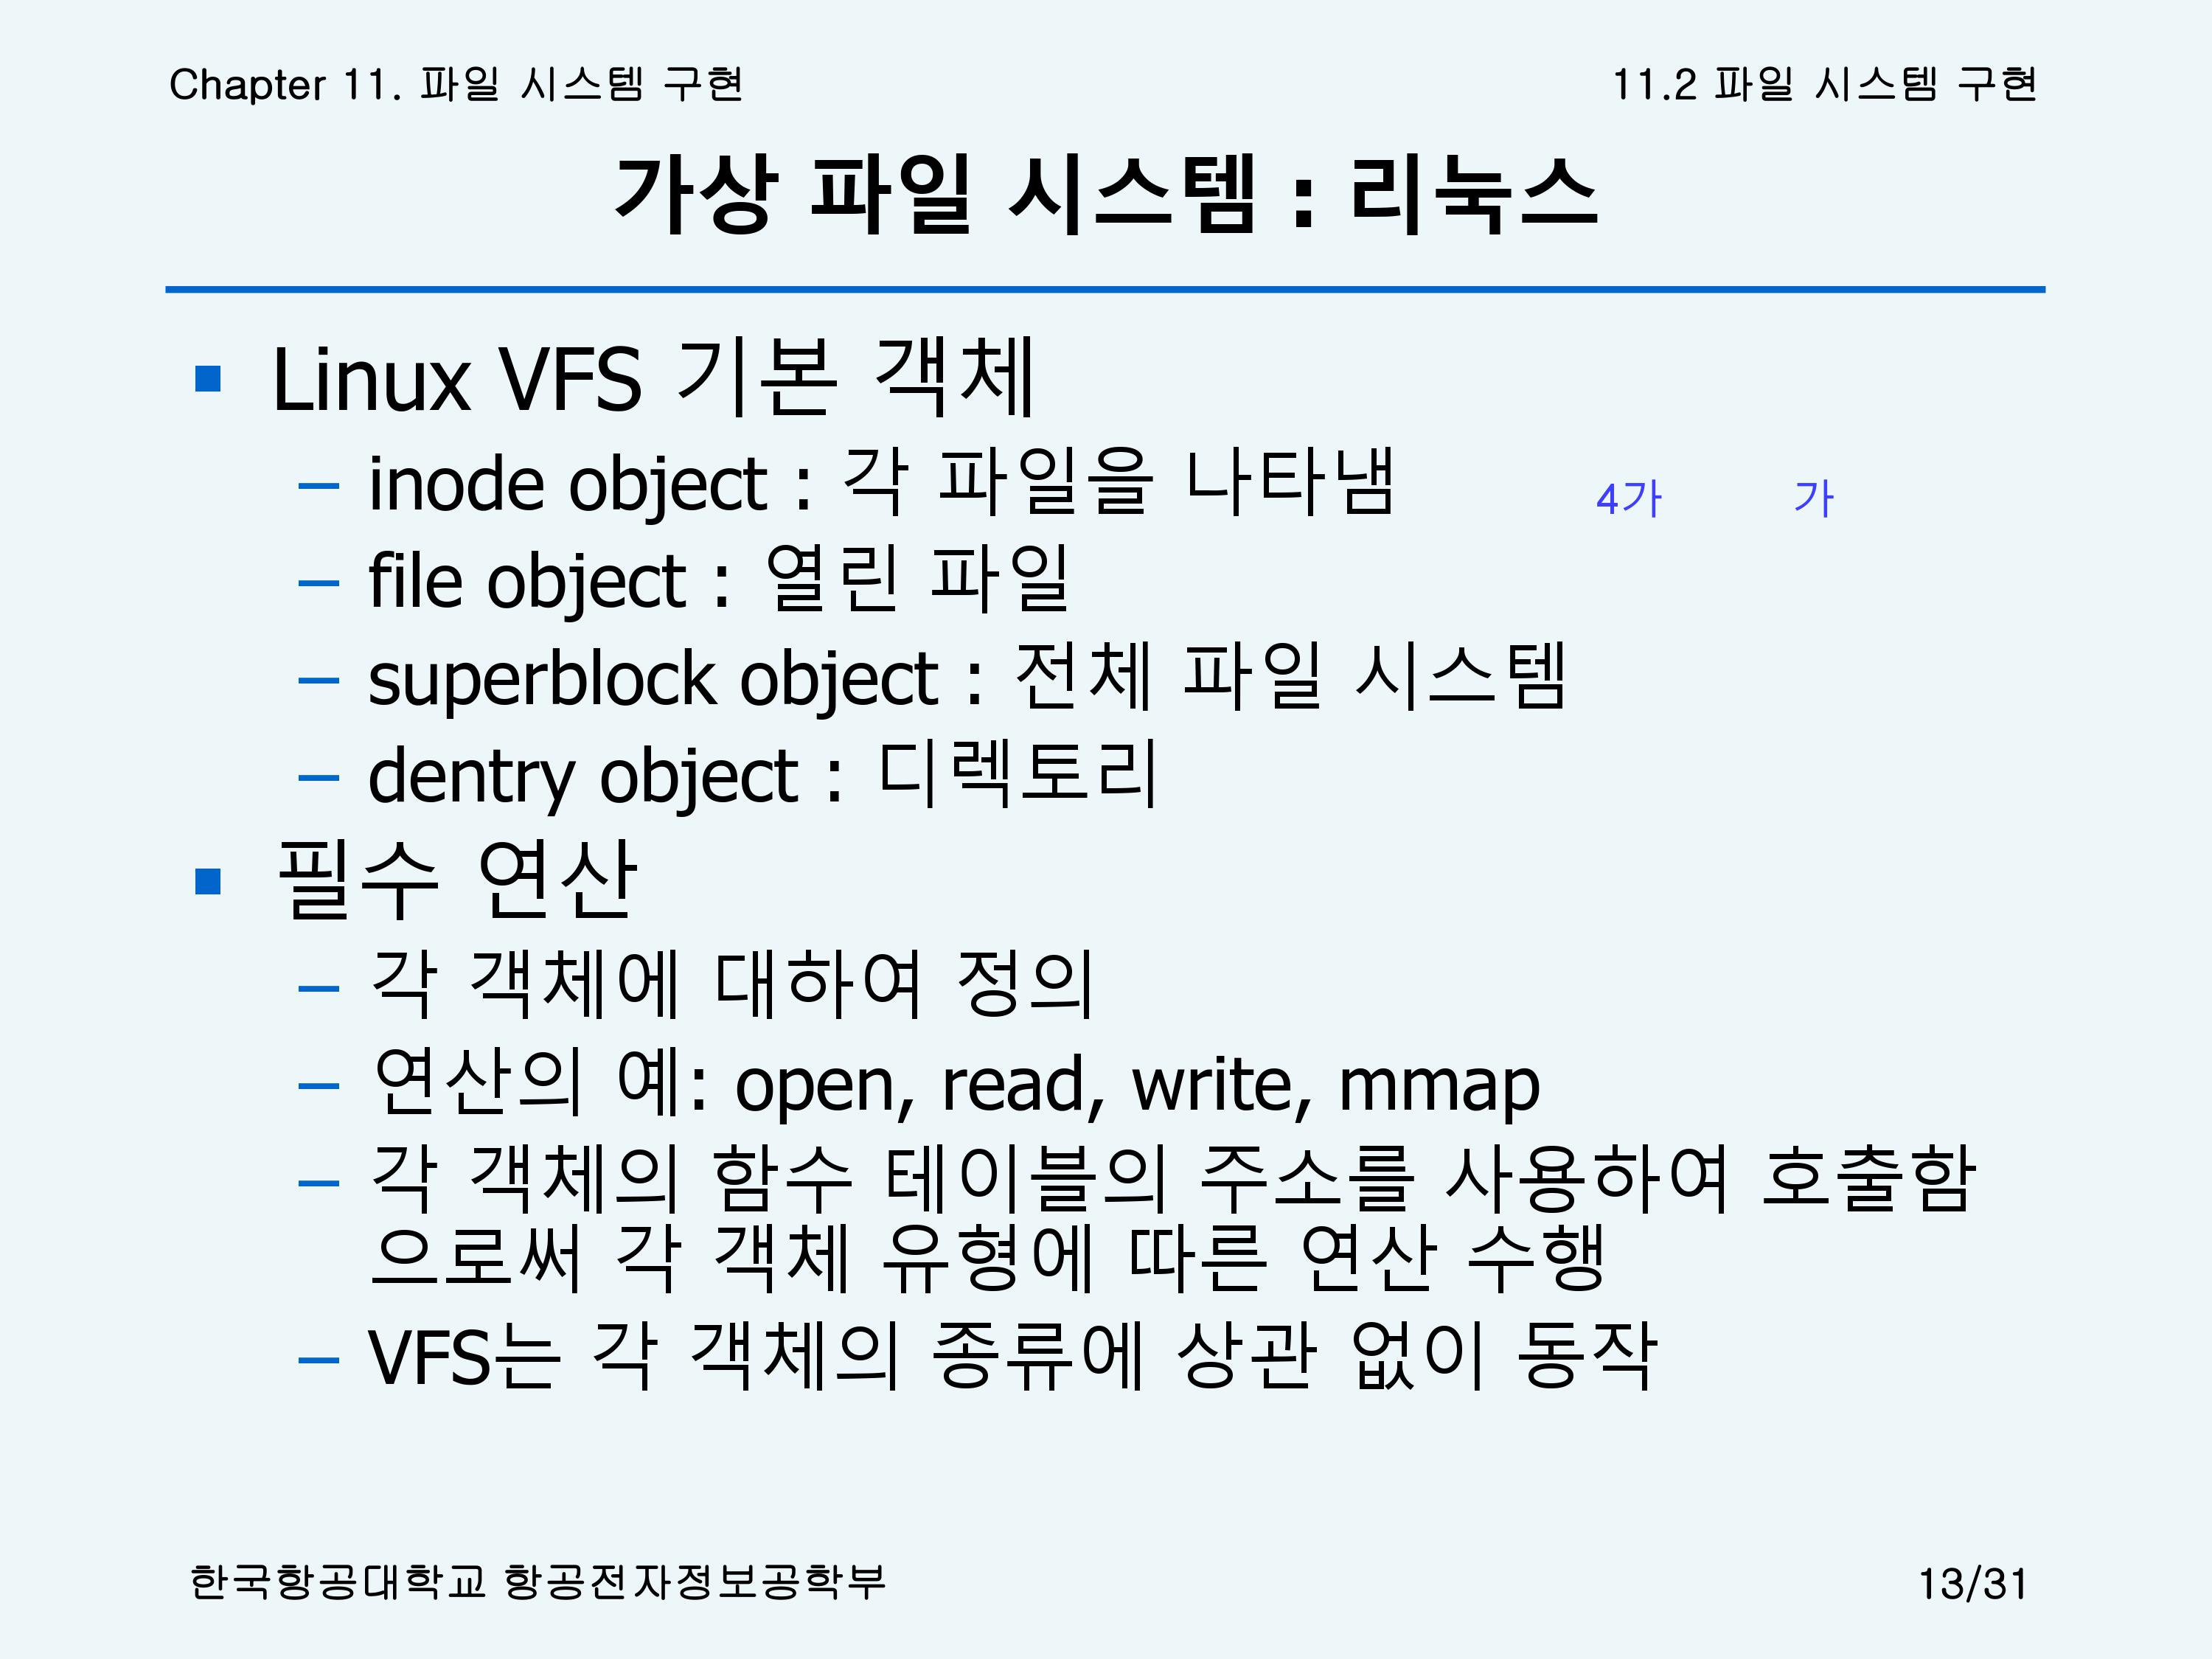 Chapter 11. 파일 시스템 구현
11.2 파일 시스템 구현
가상 파일 시스템 : 리눅스
Linux VFS 기본 객체
– inode object : 각 파일을 나타냄
4가 가
– file object : 열린 파일
– superblock object : 전체 파일 시스템
– dentry object : 디렉토리
필수 연산
– 각 객체에 대하여 정의
– 연산의 예: open, read, write, mmap
– 각 객체의 함수 테이블의 주소를 사용하여 호출함
으로써 각 객체 유형에 따른 연산 수행
– VFS는 각 객체의 종류에 상관 없이 동작
한국항공대학교 항공전자정보공학부
13/31